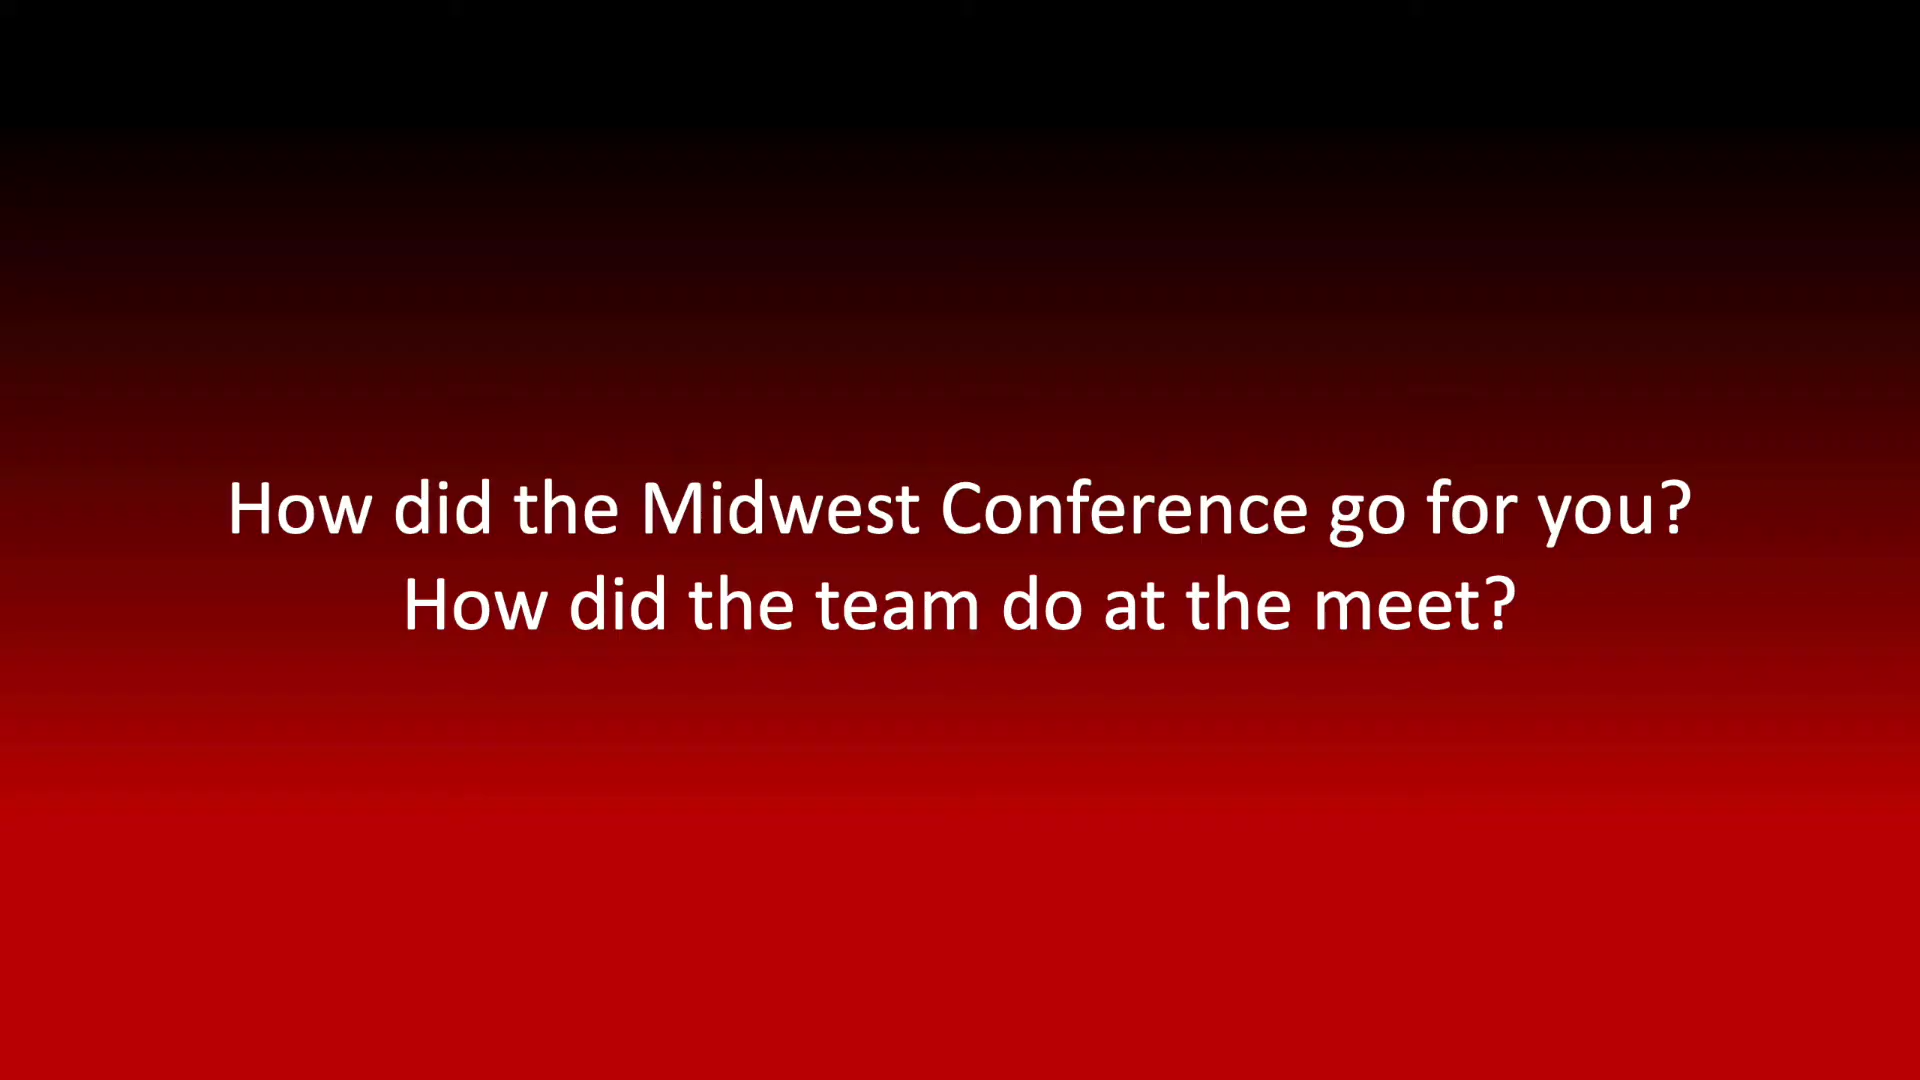 How did the Midwest Conference go for you?
How did the team do at the meet?